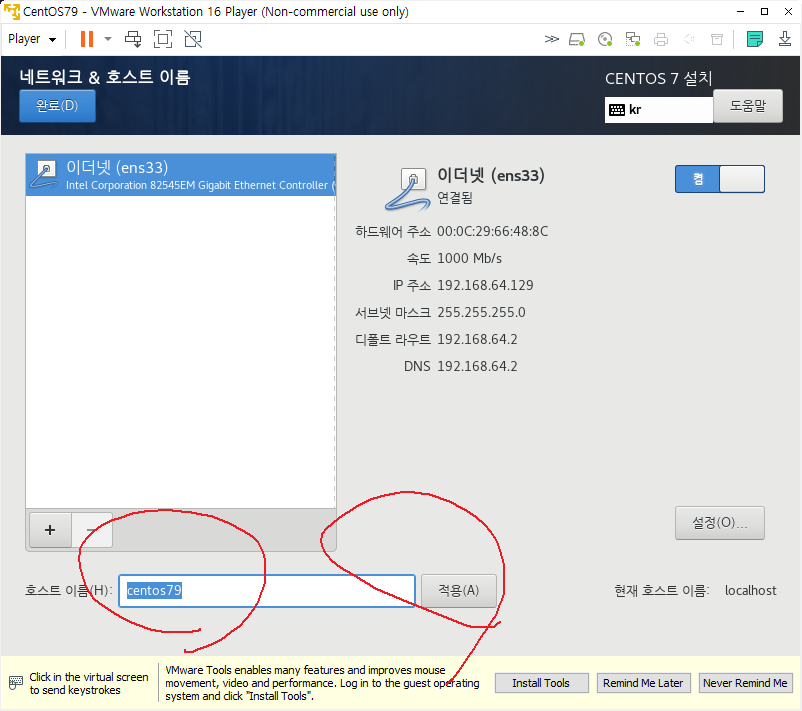 CentOS79 - VMware Workstation 16 Player (Non-commercial use only)
Player
네트워크 & 호스트 이름
CENTOS 7 설치
완료(D)
kr
도움말
이더넷 (ens33)
Intel Corporation 82545EM Gigabit Ethernet Controller (
이더넷 (ens33)
연결됨
켬
하드웨어 주소 00:0C:29:66:48:8C
속도 1000 Mb/s
IP 주소 192.168.64.129
서브넷 마스크 255.255.255.0
디폴트 라우트 192.168.64.2
DNS 192.168.64.2
+ −
설정(O)...
호스트 이름(H): centos79 적용(A) 현재 호스트 이름: localhost
Click in the virtual screen
to send keystrokes
VMware Tools enables many features and improves mouse
movement, video and performance. Log in to the guest operating
system and click "Install Tools".
Install Tools
Remind Me Later
Never Remind Me